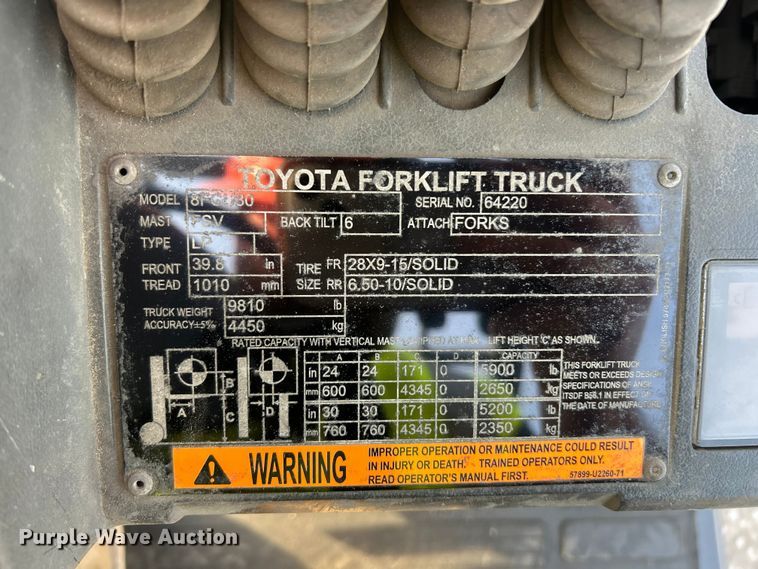 TOYOTA FORKLIFT TRUCK
MODEL 8FGU30 SERIAL NO. 64220
MAST FSV BACK TILT 6 ATTACH FORKS
TYPE LP
FRONT 39.8 in TIRE FR 28X9-15/SOLID
TREAD 1010 mm SIZE RR 6.50-10/SOLID
TRUCK WEIGHT 9810 lb
ACCURACY±5% 4450 kg
RATED CAPACITY WITH VERTICAL MAST EQUIPPED AT MAX. LIFT HEIGHT 'C' AS SHOWN.
A B C D CAPACITY
in 24 24 171 0 5900 lb
mm 600 600 4345 0 2650 kg
in 30 30 171 0 5200 lb
mm 760 760 4345 0 2350 kg
A B C D
THIS FORKLIFT TRUCK
MEETS OR EXCEEDS DESIGN
SPECIFICATIONS OF ANSI/
ITSDF B56.1 IN EFFECT ON
THE DATE OF MANUFACTURE
WARNING
IMPROPER OPERATION OR MAINTENANCE COULD RESULT
IN INJURY OR DEATH. TRAINED OPERATORS ONLY.
READ OPERATOR'S MANUAL FIRST.
57899-U2260-71
Purple Wave Auction